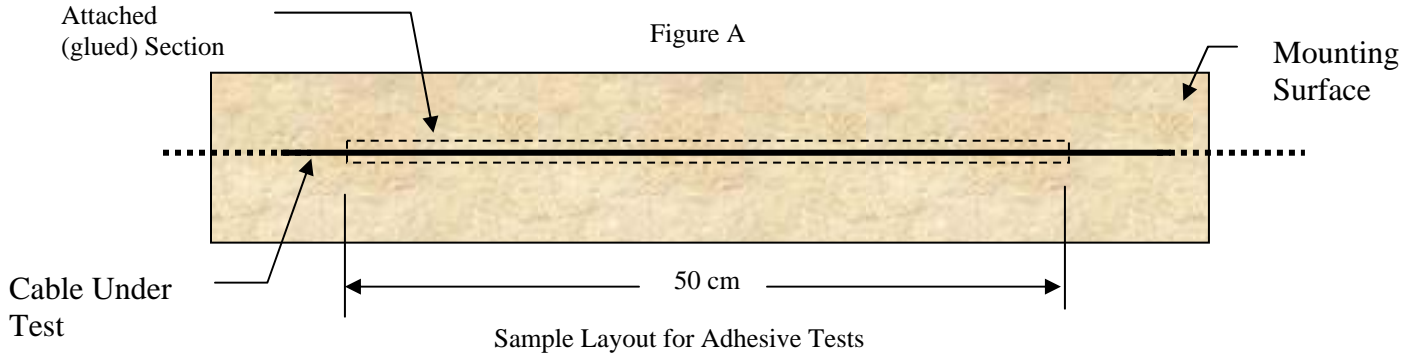 Attached
(glued) Section
Figure A
Mounting
Surface
Cable Under
Test
50 cm
Sample Layout for Adhesive Tests